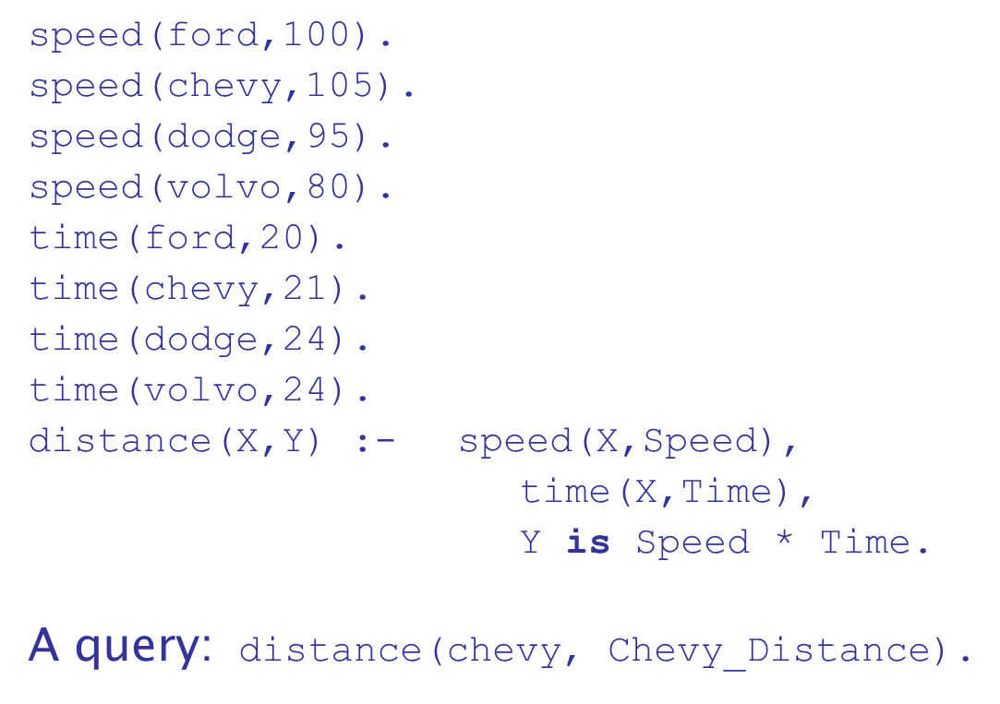 speed(ford,100).
speed(chevy,105).
speed(dodge,95).
speed(volvo,80).
time(ford,20).
time(chevy,21).
time(dodge,24).
time(volvo,24).
distance(X,Y) :- speed(X,Speed),
time(X,Time),
Y is Speed * Time.
A query: distance(chevy, Chevy_Distance).